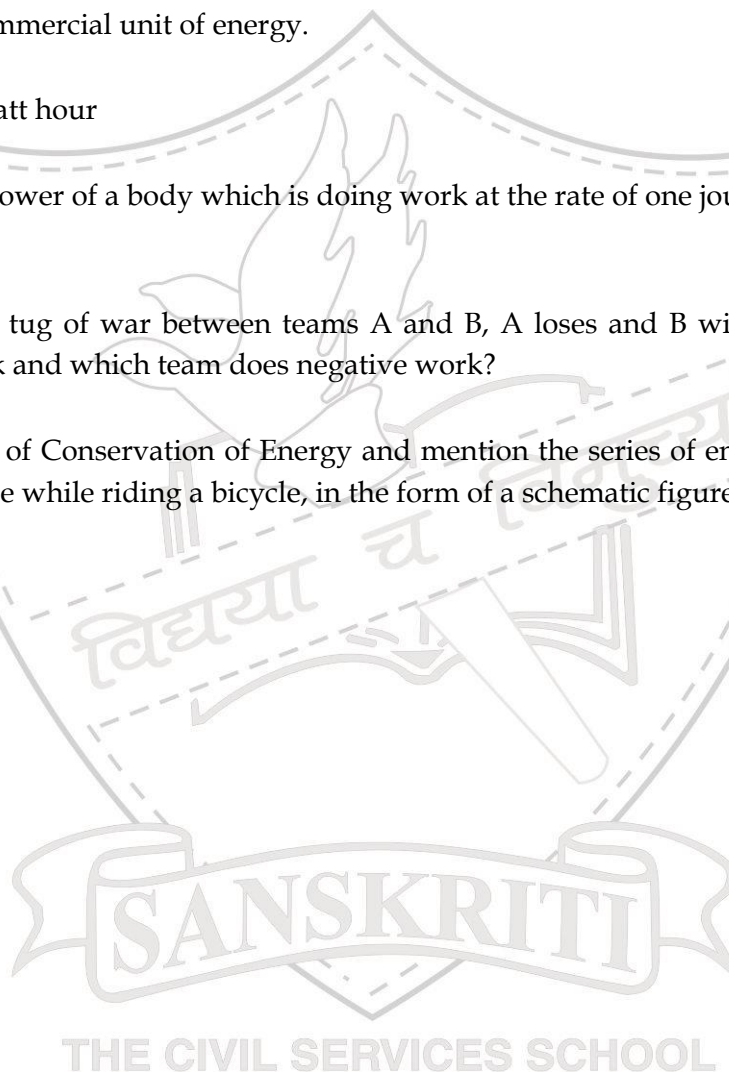 mmercial unit of energy.
att hour
ower of a body which is doing work at the rate of one jou
tug of war between teams A and B, A loses and B wi
k and which team does negative work?
of Conservation of Energy and mention the series of en
e while riding a bicycle, in the form of a schematic figure
विद्यया च विमुच्य
SANSKRITI
THE CIVIL SERVICES SCHOOL